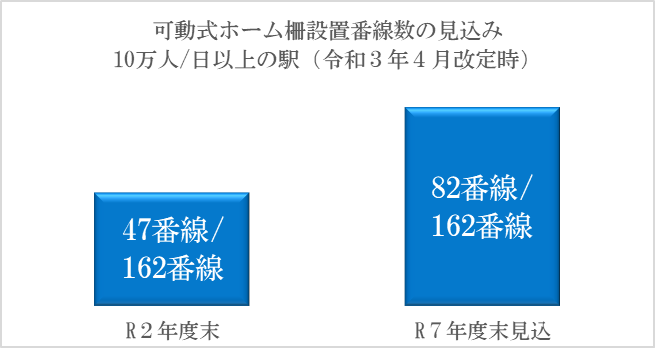 可動式ホーム柵設置番線数の見込み
10万人/日以上の駅（令和３年４月改定時）
47番線/
162番線
82番線/
162番線
R２年度末
R７年度末見込